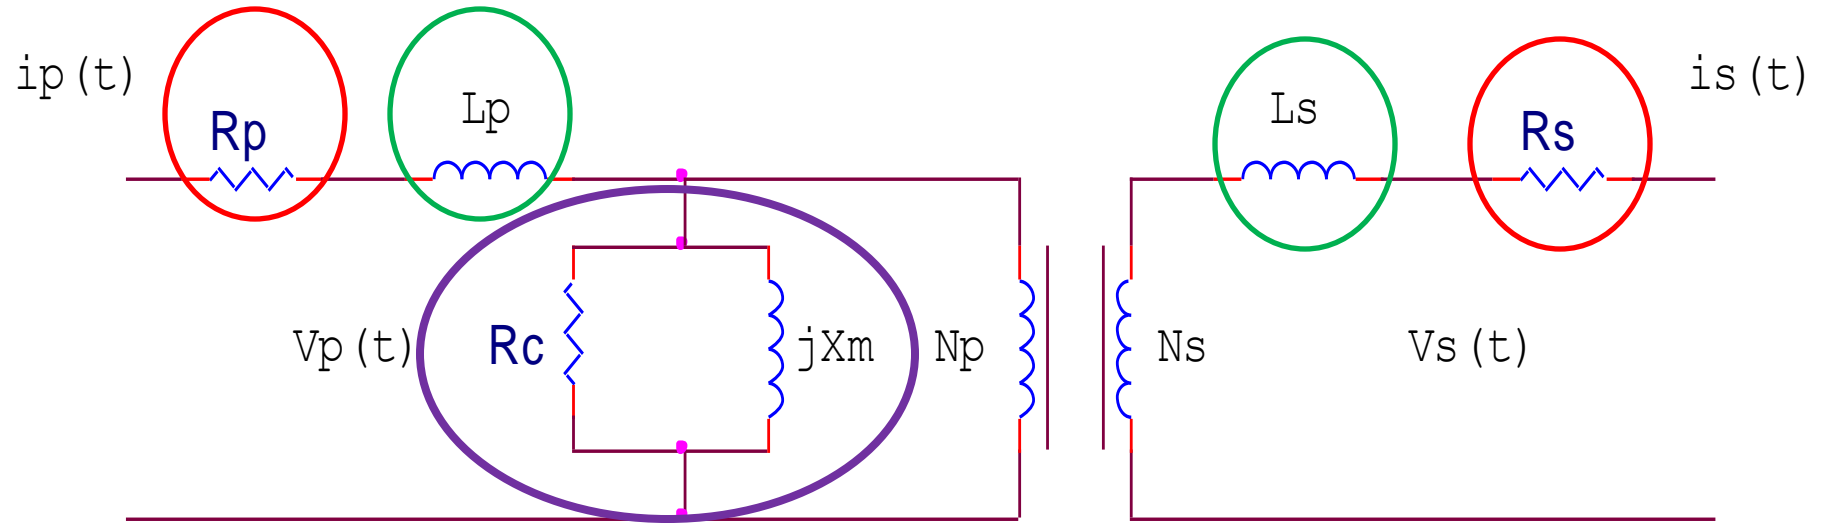 ip(t)
Rp
Lp
Ls
Rs
is(t)
Vp(t)
Rc
jXm
Np
Ns
Vs(t)